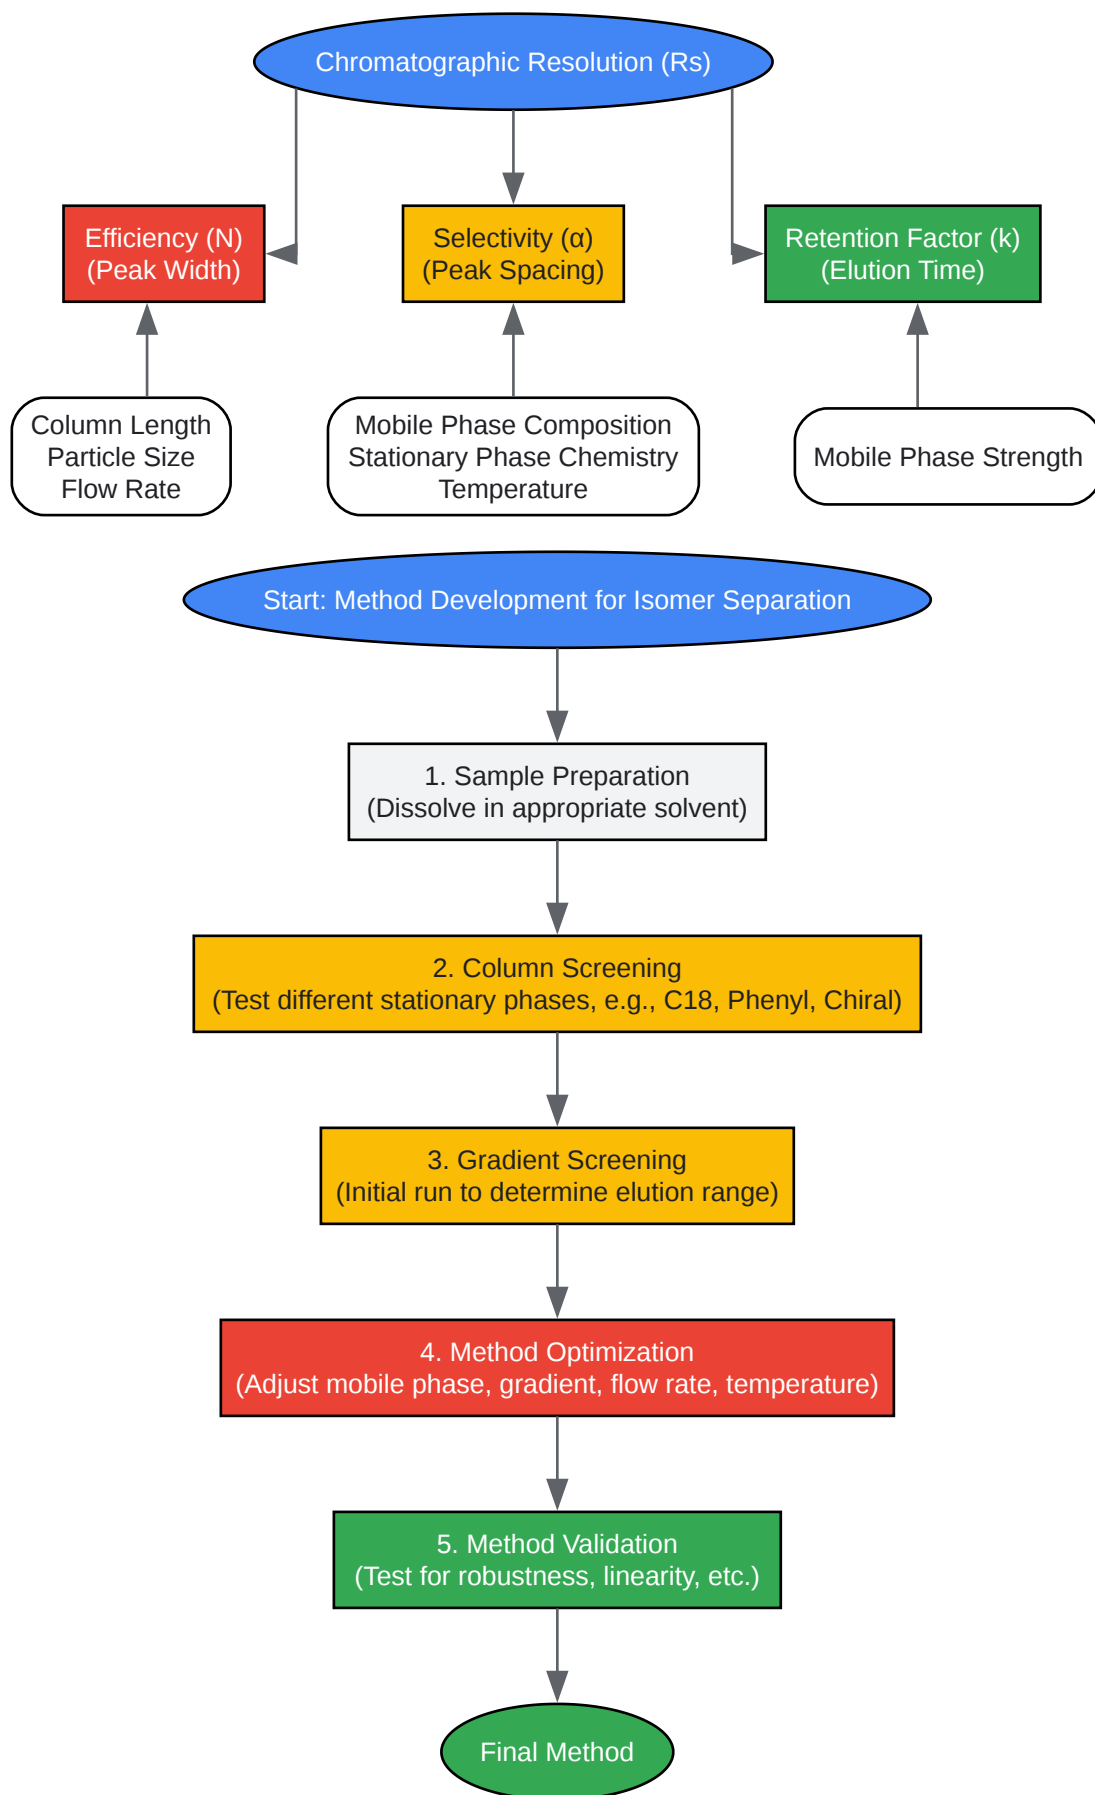 Chromatographic Resolution (Rs)
Efficiency (N)
(Peak Width)
Selectivity (α)
(Peak Spacing)
Retention Factor (k)
(Elution Time)
Column Length
Particle Size
Flow Rate
Mobile Phase Composition
Stationary Phase Chemistry
Temperature
Mobile Phase Strength
Start: Method Development for Isomer Separation
1. Sample Preparation
(Dissolve in appropriate solvent)
2. Column Screening
(Test different stationary phases, e.g., C18, Phenyl, Chiral)
3. Gradient Screening
(Initial run to determine elution range)
4. Method Optimization
(Adjust mobile phase, gradient, flow rate, temperature)
5. Method Validation
(Test for robustness, linearity, etc.)
Final Method